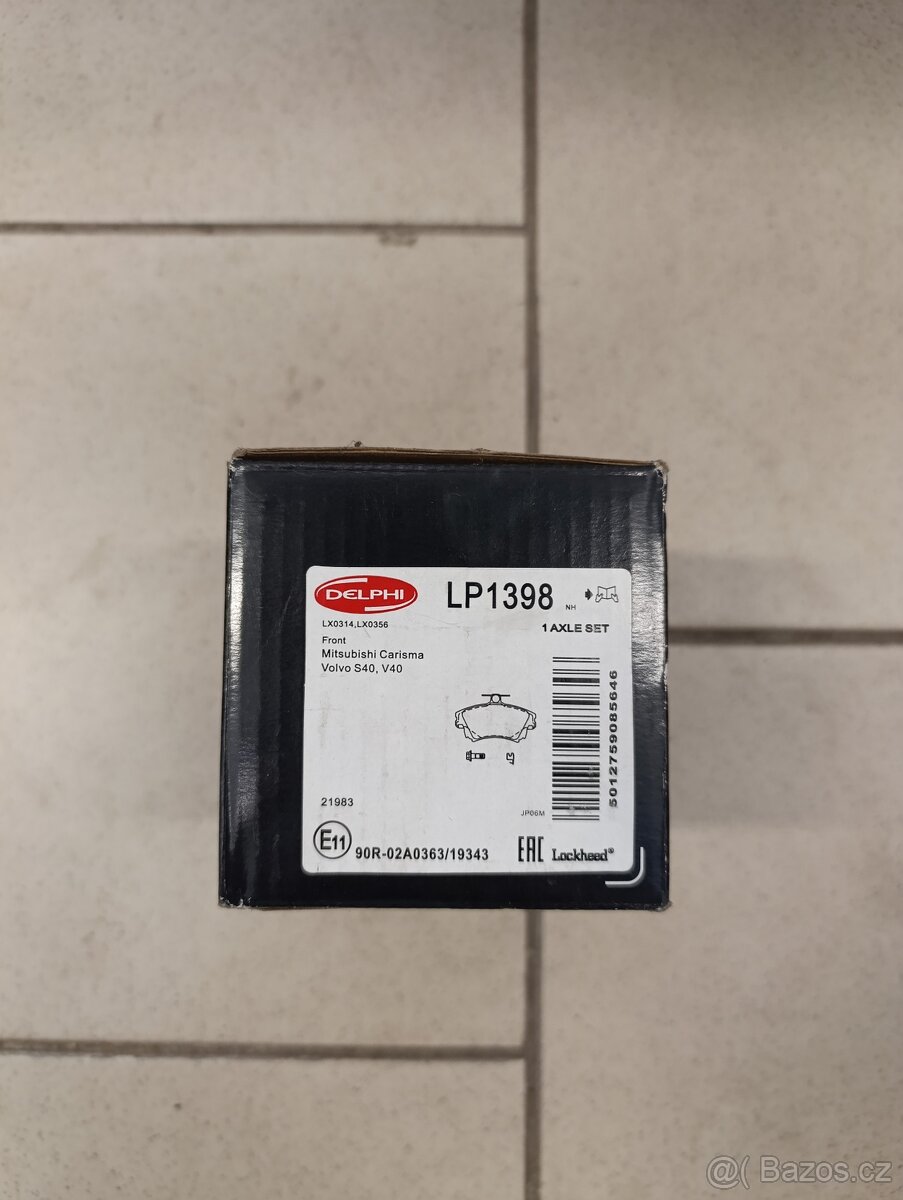 DELPHI
LP1398 NH
LX0314,LX0356
1 AXLE SET
Front
Mitsubishi Carisma
Volvo S40, V40
5012759085646
21983
JP06M
E11
90R-02A0363/19343
EAC
Lockheed®
@( Bazoš.cz